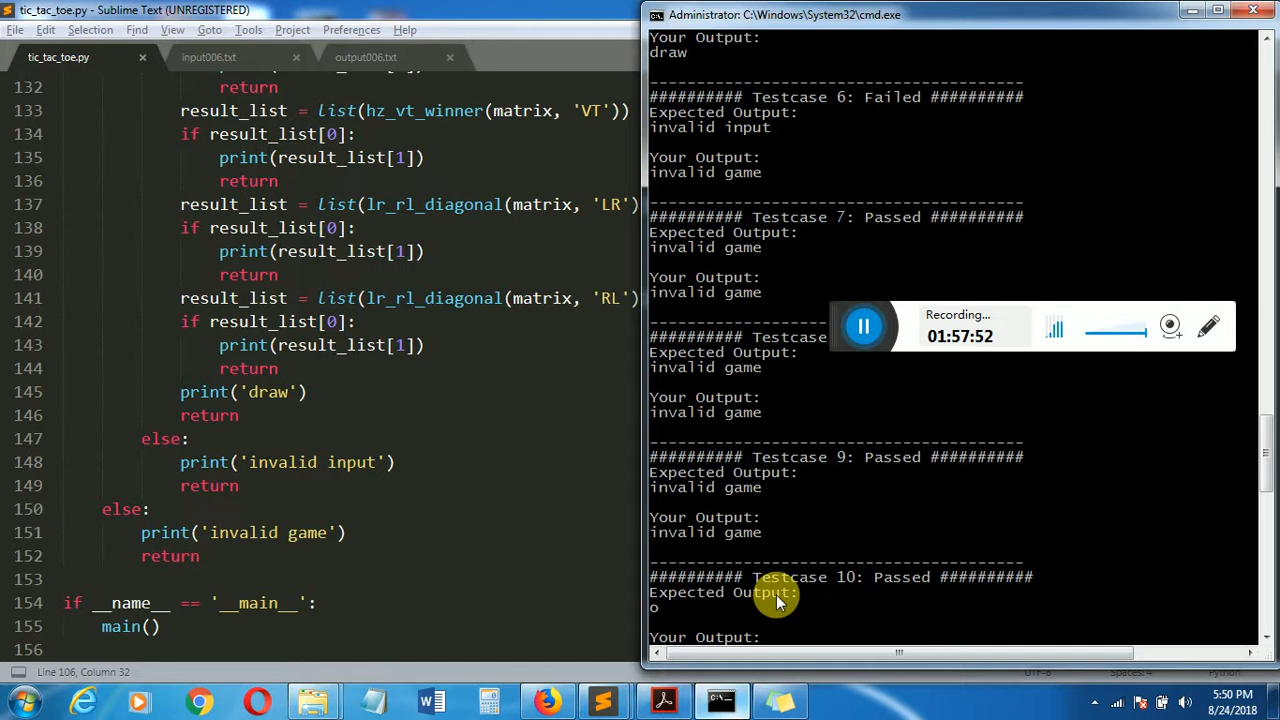 tic_tac_toe.py - Sublime Text (UNREGISTERED)
File Edit Selection Find View Goto Tools Project Preferences Help
tic_tac_toe.py
input006.txt
output006.txt
132 return
133 result_list = list(hz_vt_winner(matrix, 'VT'))
134 if result_list[0]:
135 print(result_list[1])
136 return
137 result_list = list(lr_rl_diagonal(matrix, 'LR')
138 if result_list[0]:
139 print(result_list[1])
140 return
141 result_list = list(lr_rl_diagonal(matrix, 'RL')
142 if result_list[0]:
143 print(result_list[1])
144 return
145 print('draw')
146 return
147 else:
148 print('invalid input')
149 return
150 else:
151 print('invalid game')
152 return
153
154 if __name__ == '__main__':
155 main()
156
Line 106, Column 32
Administrator: C:\Windows\System32\cmd.exe
Your Output:
draw
----------------------------------------
########## Testcase 6: Failed ##########
Expected Output:
invalid input
Your Output:
invalid game
----------------------------------------
########## Testcase 7: Passed ##########
Expected Output:
invalid game
Your Output:
invalid game
########## Testcase
Expected Output:
invalid game
Your Output:
invalid game
----------------------------------------
########## Testcase 9: Passed ##########
Expected Output:
invalid game
Your Output:
invalid game
----------------------------------------
########## Testcase 10: Passed ##########
Expected Output:
o
Your Output:
Recording...
01:57:52
5:50 PM
8/24/2018